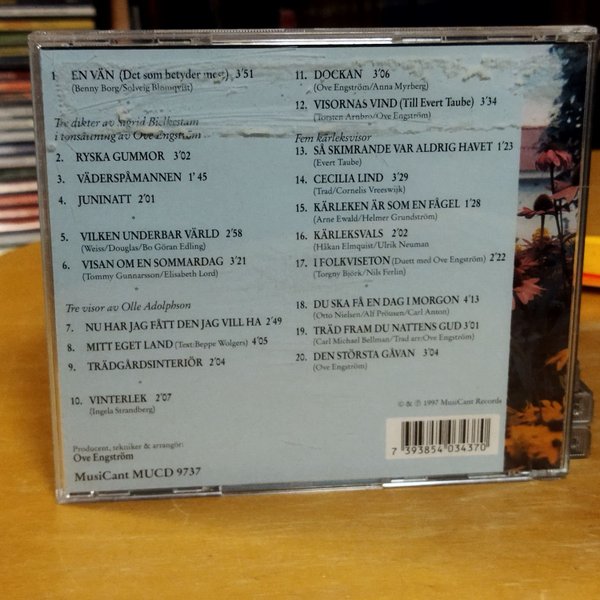 1. EN VÄN (Det som betyder mest) 3'51
(Benny Borg/Solveig Blomqvist)
Tre dikter av Sigrid Bielkestam
i tonsättning av Ove Engström
2. RYSKA GUMMOR 3'02
3. VÄDERSPÅMANNEN 1'45
4. JUNINATT 2'01
5. VILKEN UNDERBAR VÄRLD 2'58
(Weiss/Douglas/Bo Göran Edling)
6. VISAN OM EN SOMMARDAG 3'21
(Tommy Gunnarsson/Elisabeth Lord)
Tre visor av Olle Adolphson
7. NU HAR JAG FÅTT DEN JAG VILL HA 2'49
8. MITT EGET LAND (Text:Beppe Wolgers) 4'05
9. TRÄDGÅRDSINTERIÖR 2'04
10. VINTERLEK 2'07
(Ingela Strandberg)
Producent, tekniker & arrangör:
Ove Engström
MusiCant MUCD 9737
11. DOCKAN 3'06
(Ove Engström/Anna Myrberg)
12. VISORNAS VIND (Till Evert Taube) 3'34
(Torsten Arnbro/Ove Engström)
Fem kärleksvisor
13. SÅ SKIMRANDE VAR ALDRIG HAVET 1'23
(Evert Taube)
14. CECILIA LIND 3'29
(Trad/Cornelis Vreeswijk)
15. KÄRLEKEN ÄR SOM EN FÅGEL 1'28
(Arne Ewald/Helmer Grundström)
16. KÄRLEKSVALS 2'02
(Håkan Elmquist/Ulrik Neuman)
17. I FOLKVISETON (Duett med Ove Engström) 2'22
(Torgny Björk/Nils Ferlin)
18. DU SKA FÅ EN DAG I MORGON 4'13
(Otto Nielsen/Alf Pröusen/Carl Anton)
19. TRÄD FRAM DU NATTENS GUD 3'01
(Carl Michael Bellman/Trad arr:Ove Engström)
20. DEN STÖRSTA GÅVAN 3'04
(Ove Engström)
© & ℗ 1997 MusiCant Records
7 393854 034370